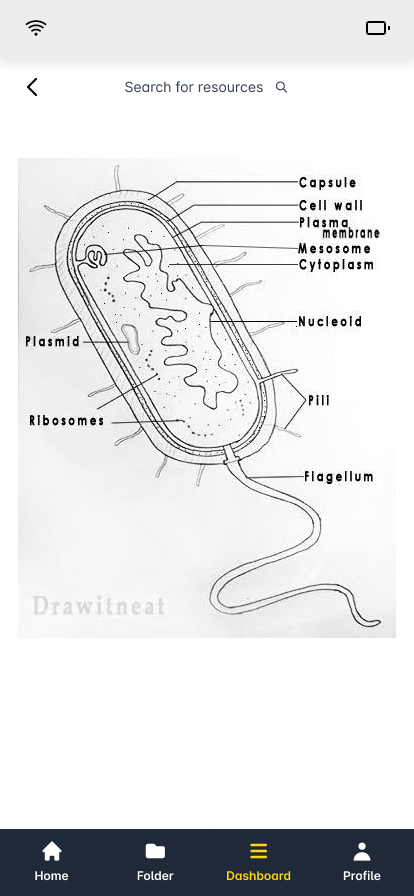 Search for resources
Capsule
Cell wall
Plasma
membrane
Mesosome
Cytoplasm
Nucleoid
Plasmid
Pili
Ribosomes
Flagellum
Drawitneat
Home
Folder
Dashboard
Profile